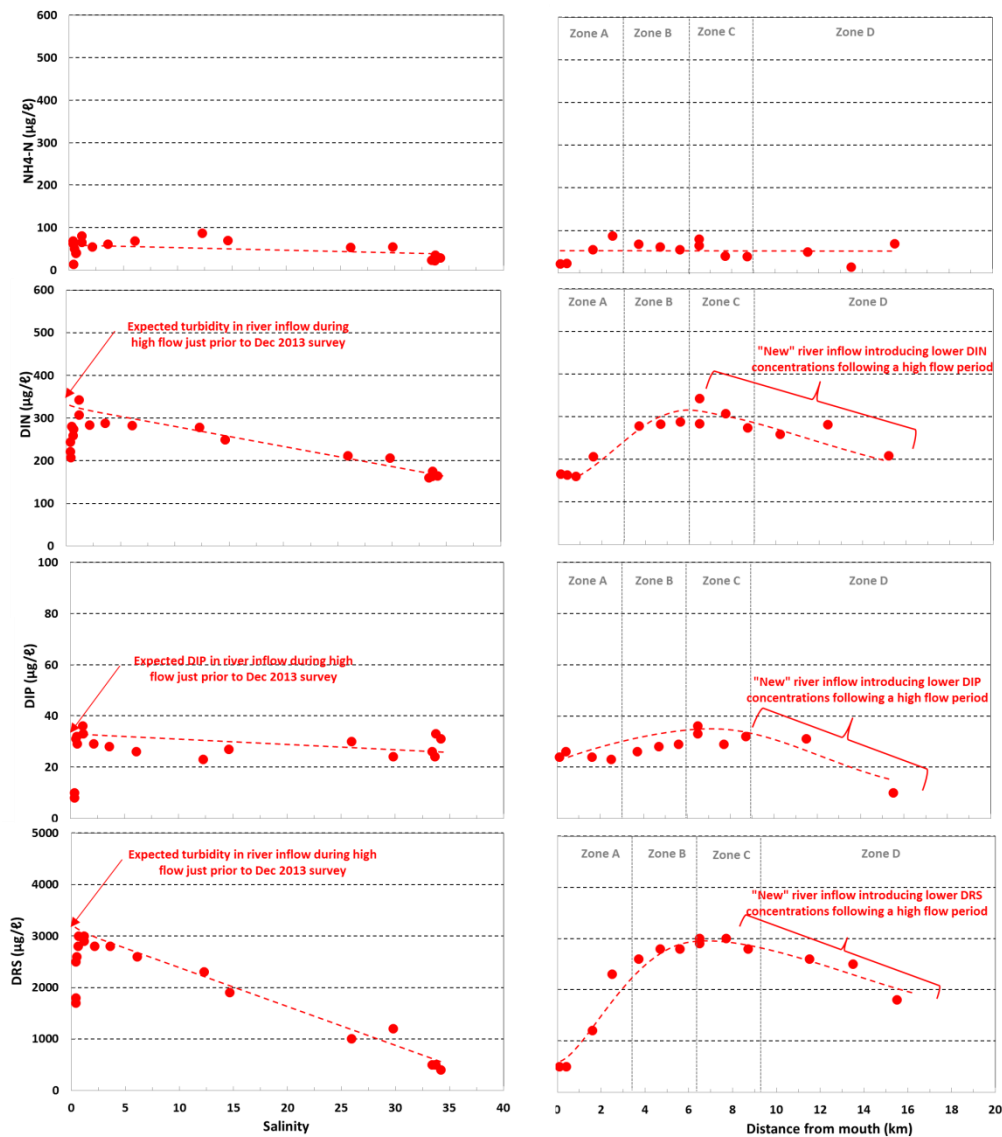 600
500
400
300
200
100
0
NH4-N (µg/ℓ)
Zone A
Zone B
Zone C
Zone D
600
500
400
300
200
100
0
DIN (µg/ℓ)
Expected turbidity in river inflow during
high flow just prior to Dec 2013 survey
"New" river inflow introducing lower DIN
concentrations following a high flow period
100
80
60
40
20
0
DIP (µg/ℓ)
Expected DIP in river inflow during high
flow just prior to Dec 2013 survey
Zone A
Zone B
Zone C
Zone D
"New" river inflow introducing lower DIP
concentrations following a high flow period
5000
4000
3000
2000
1000
0
DRS (µg/ℓ)
Expected turbidity in river inflow during high
flow just prior to Dec 2013 survey
0 5 10 15 20 25 30 35 40
Salinity
Zone A
Zone B
Zone C
Zone D
"New" river inflow introducing lower DRS
concentrations following a high flow period
0 2 4 6 8 10 12 14 16 18 20
Distance from mouth (km)